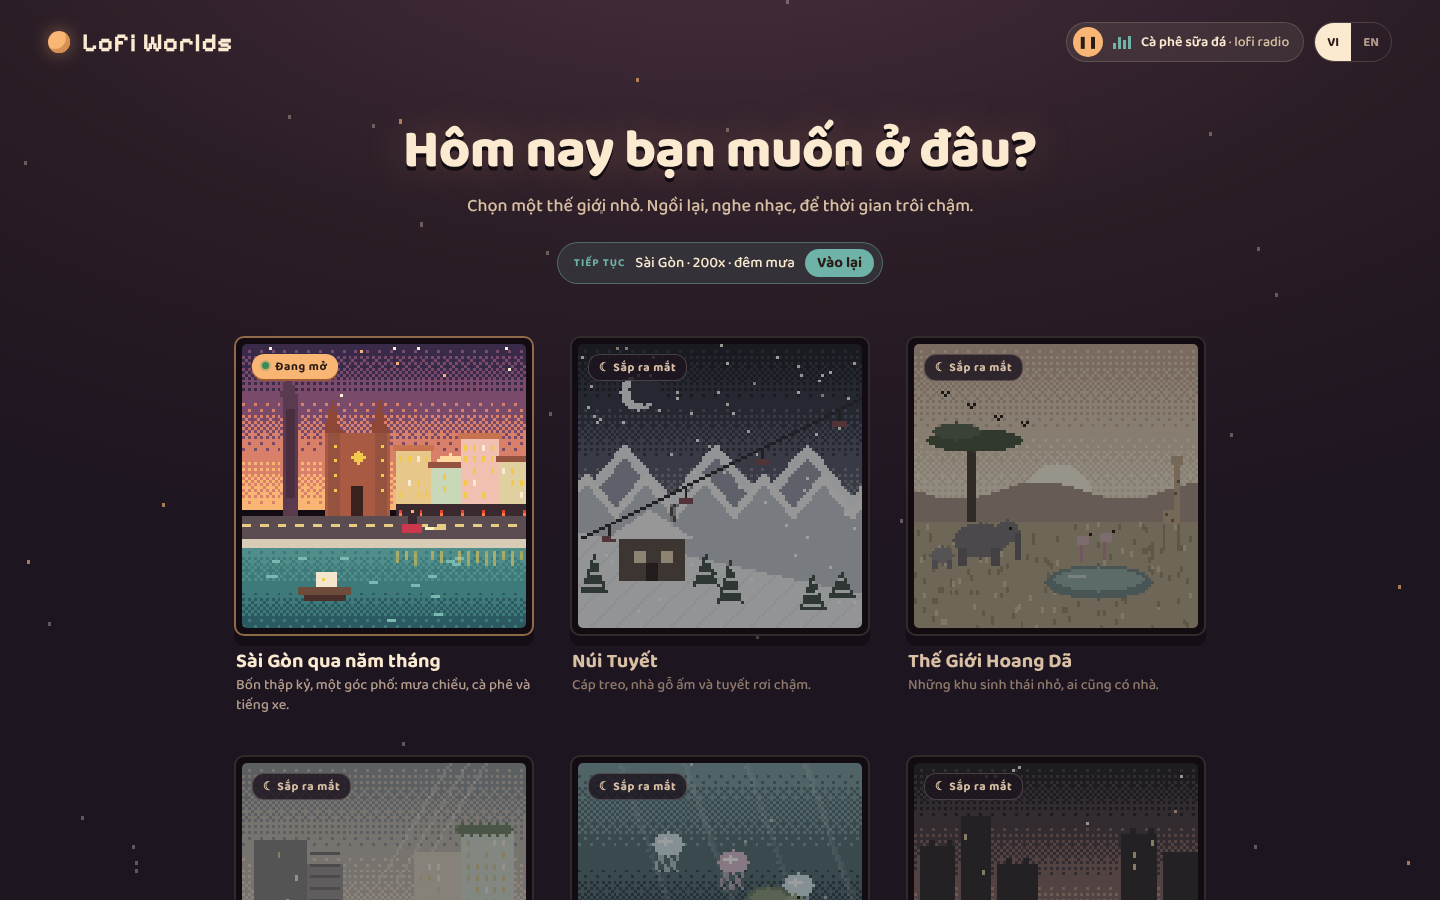 Lofi Worlds
Cà phê sữa đá · lofi radio
VI
EN
Hôm nay bạn muốn ở đâu?
Chọn một thế giới nhỏ. Ngồi lại, nghe nhạc, để thời gian trôi chậm.
TIẾP TỤC Sài Gòn · 200x · đêm mưa Vào lại
Đang mở
Sắp ra mắt
Sắp ra mắt
Sài Gòn qua năm tháng
Bốn thập kỷ, một góc phố: mưa chiều, cà phê và
tiếng xe.
Núi Tuyết
Cáp treo, nhà gỗ ấm và tuyết rơi chậm.
Thế Giới Hoang Dã
Những khu sinh thái nhỏ, ai cũng có nhà.
Sắp ra mắt
Sắp ra mắt
Sắp ra mắt